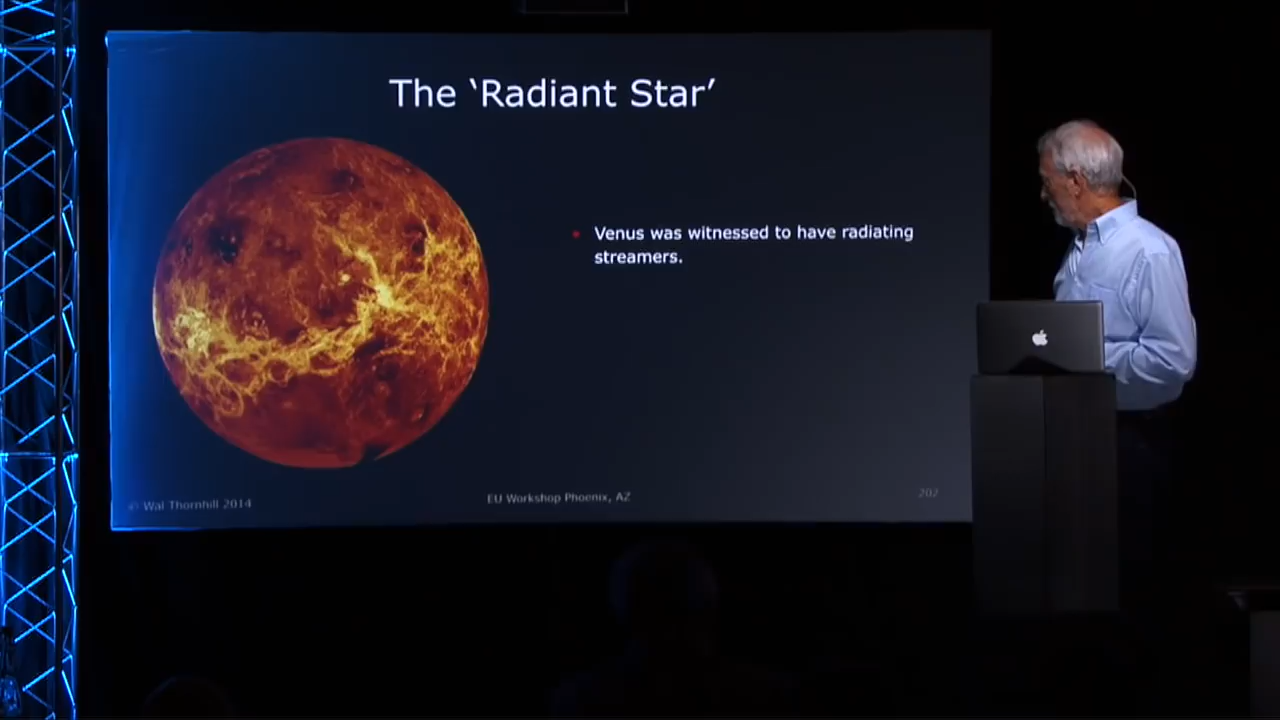 The ‘Radiant Star’
• Venus was witnessed to have radiating
streamers.
© Wal Thornhill 2014
EU Workshop Phoenix, AZ
202